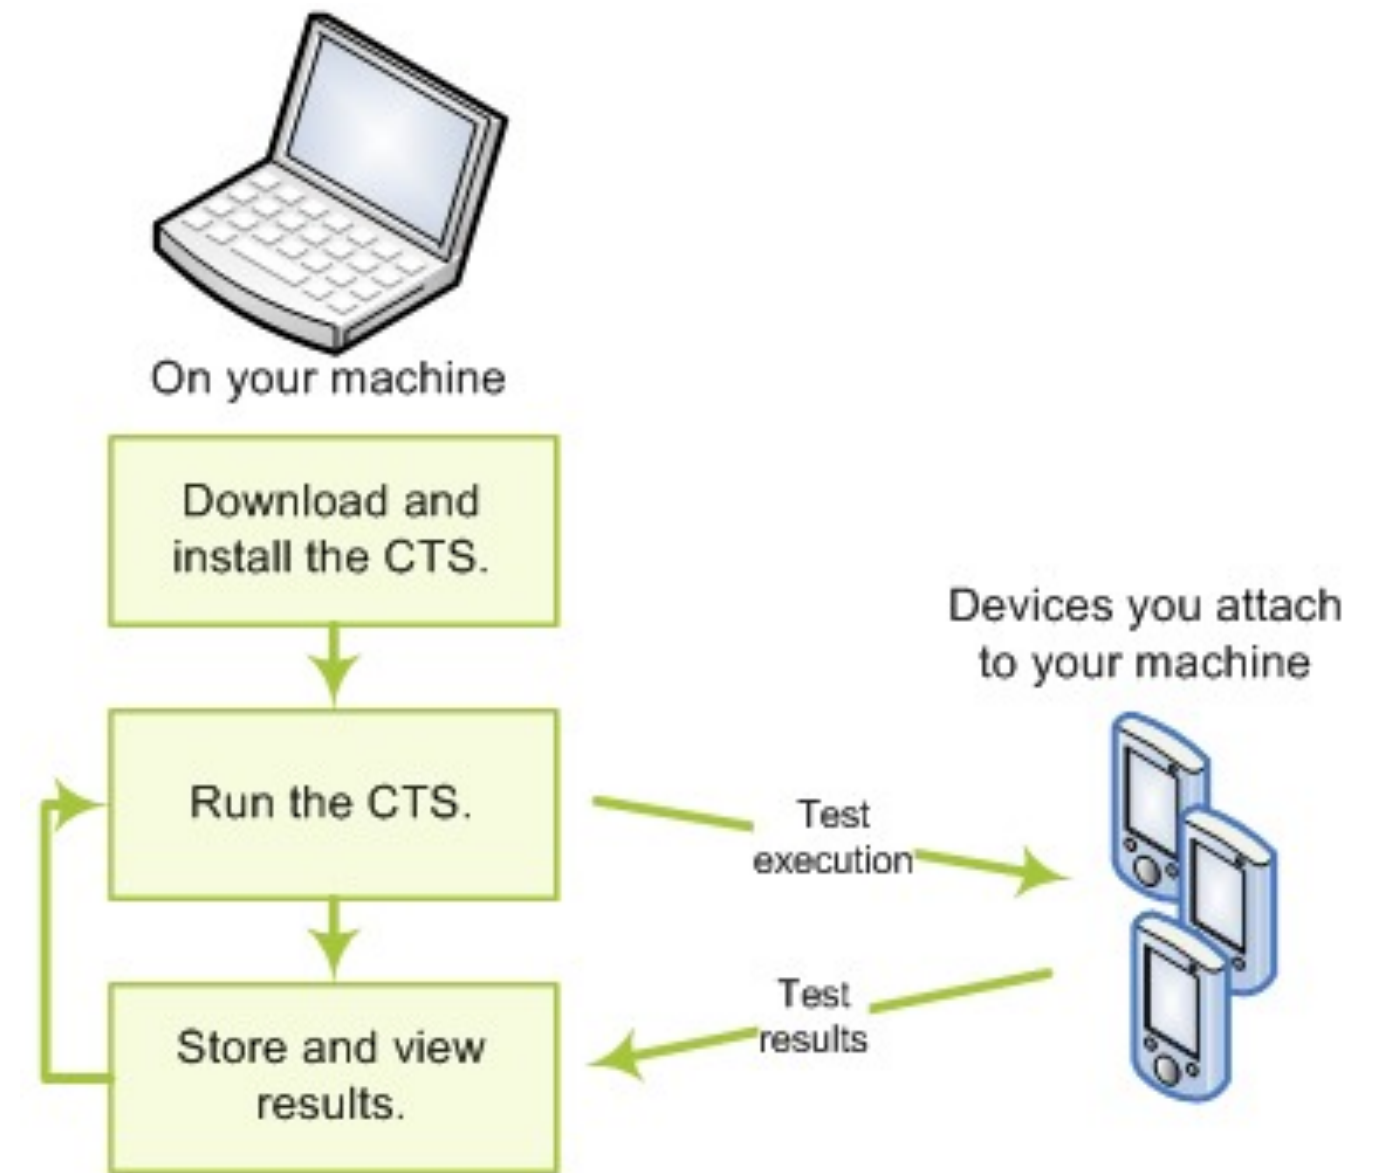 On your machine
Download and
install the CTS.
Devices you attach
to your machine
Run the CTS.
Test
execution
Test
results
Store and view
results.